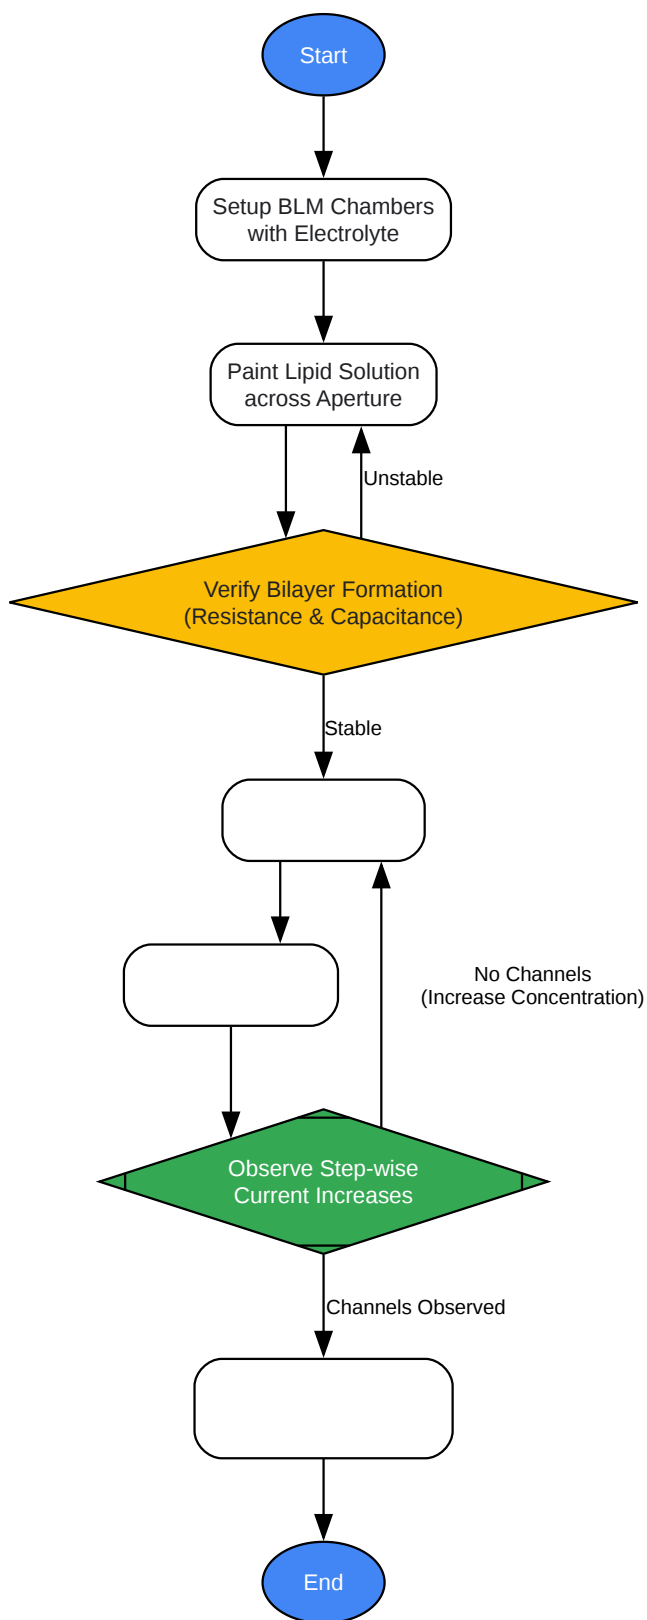 Start
Setup BLM Chambers
with Electrolyte
Paint Lipid Solution
across Aperture
Unstable
Verify Bilayer Formation
(Resistance & Capacitance)
Stable
No Channels
(Increase Concentration)
Observe Step-wise
Current Increases
Channels Observed
End